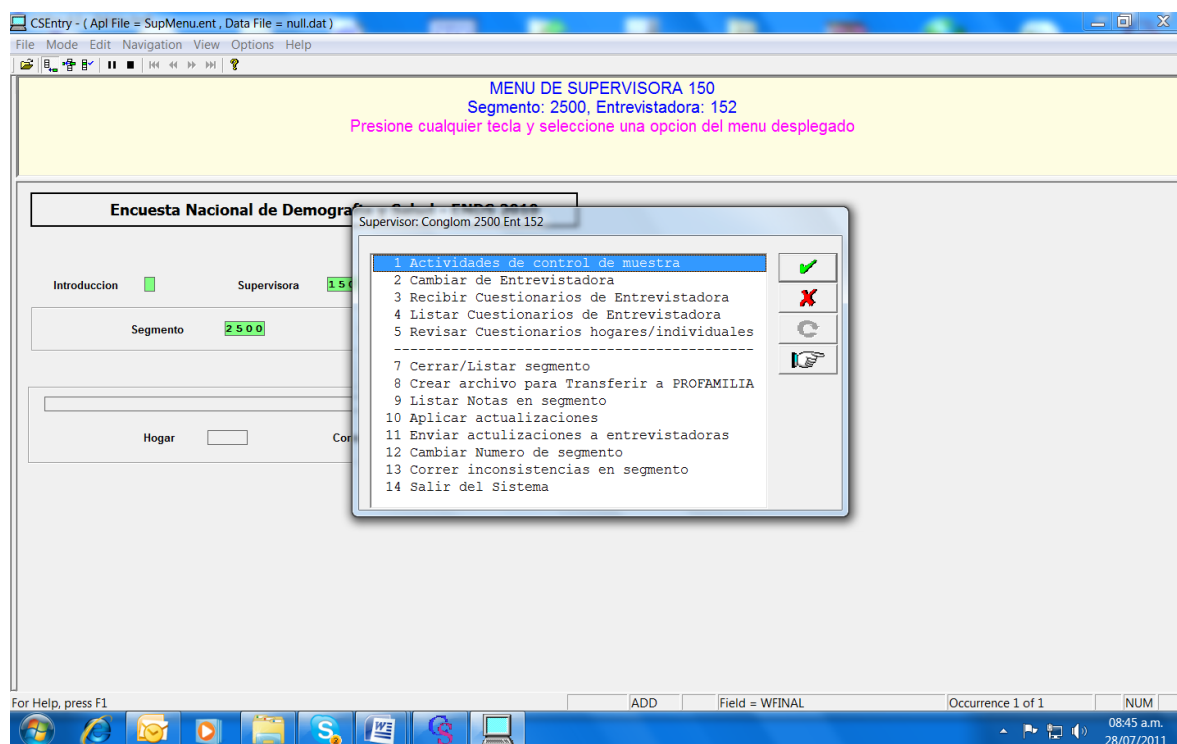 CSEntry - ( Apl File = SupMenu.ent , Data File = null.dat )
File Mode Edit Navigation View Options Help
MENU DE SUPERVISORA 150
Segmento: 2500, Entrevistadora: 152
Presione cualquier tecla y seleccione una opcion del menu desplegado
Encuesta Nacional de Demogra
Supervisor: Conglom 2500 Ent 152
1 Actividades de control de muestra
2 Cambiar de Entrevistadora
3 Recibir Cuestionarios de Entrevistadora
4 Listar Cuestionarios de Entrevistadora
5 Revisar Cuestionarios hogares/individuales
-------------------------------------------
7 Cerrar/Listar segmento
8 Crear archivo para Transferir a PROFAMILIA
9 Listar Notas en segmento
10 Aplicar actualizaciones
11 Enviar actulizaciones a entrevistadoras
12 Cambiar Numero de segmento
13 Correr inconsistencias en segmento
14 Salir del Sistema
Introduccion
Supervisora 150
Segmento 2500
Hogar
Con
For Help, press F1
ADD
Field = WFINAL
Occurrence 1 of 1
NUM
08:45 a.m.
28/07/2011